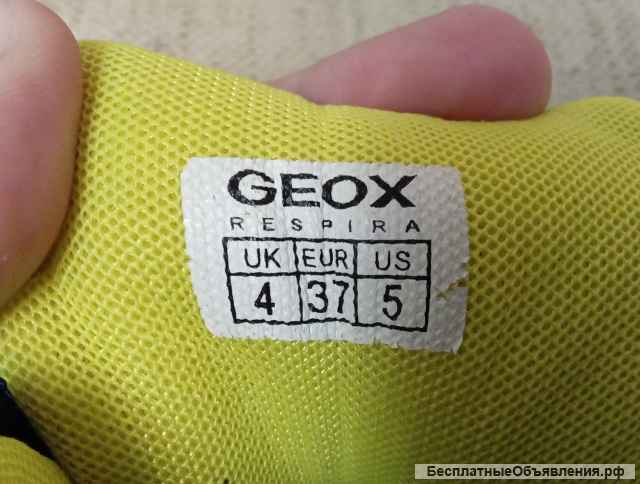 GEOX
RESPIRA
UK EUR US
4 37 5
БесплатныеОбъявления.рф